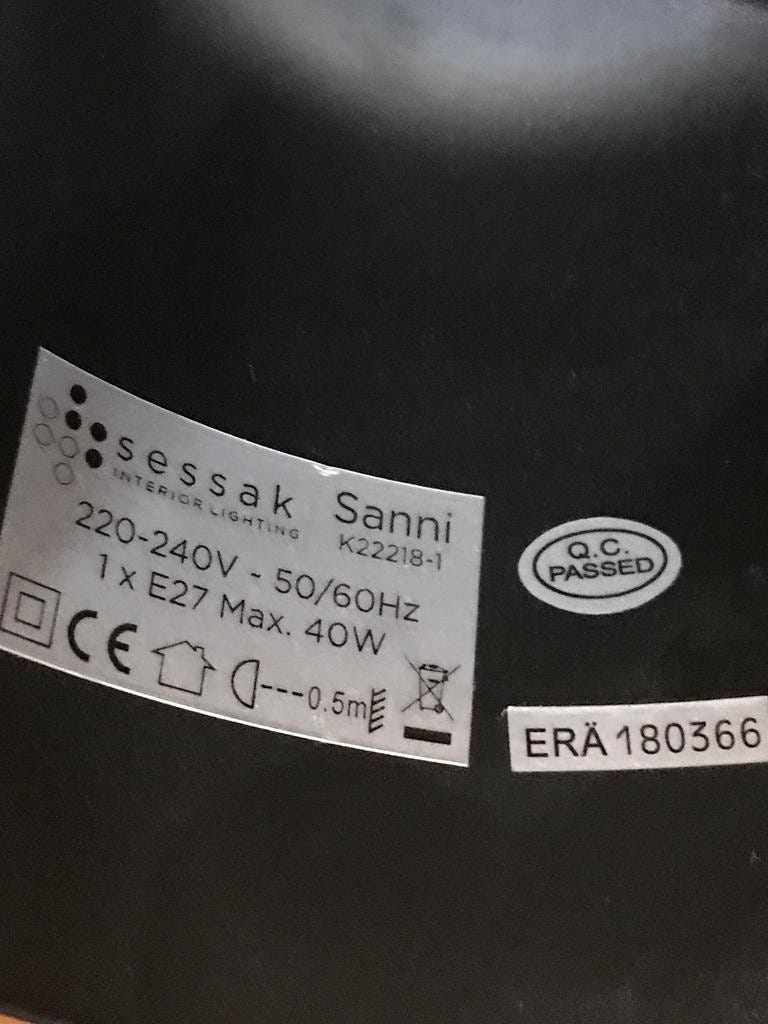 sessak
INTERIOR LIGHTING
Sanni
K22218-1
220-240V - 50/60Hz
1 x E27 Max. 40W
CE
0.5m
Q.C.
PASSED
ERÄ 180366